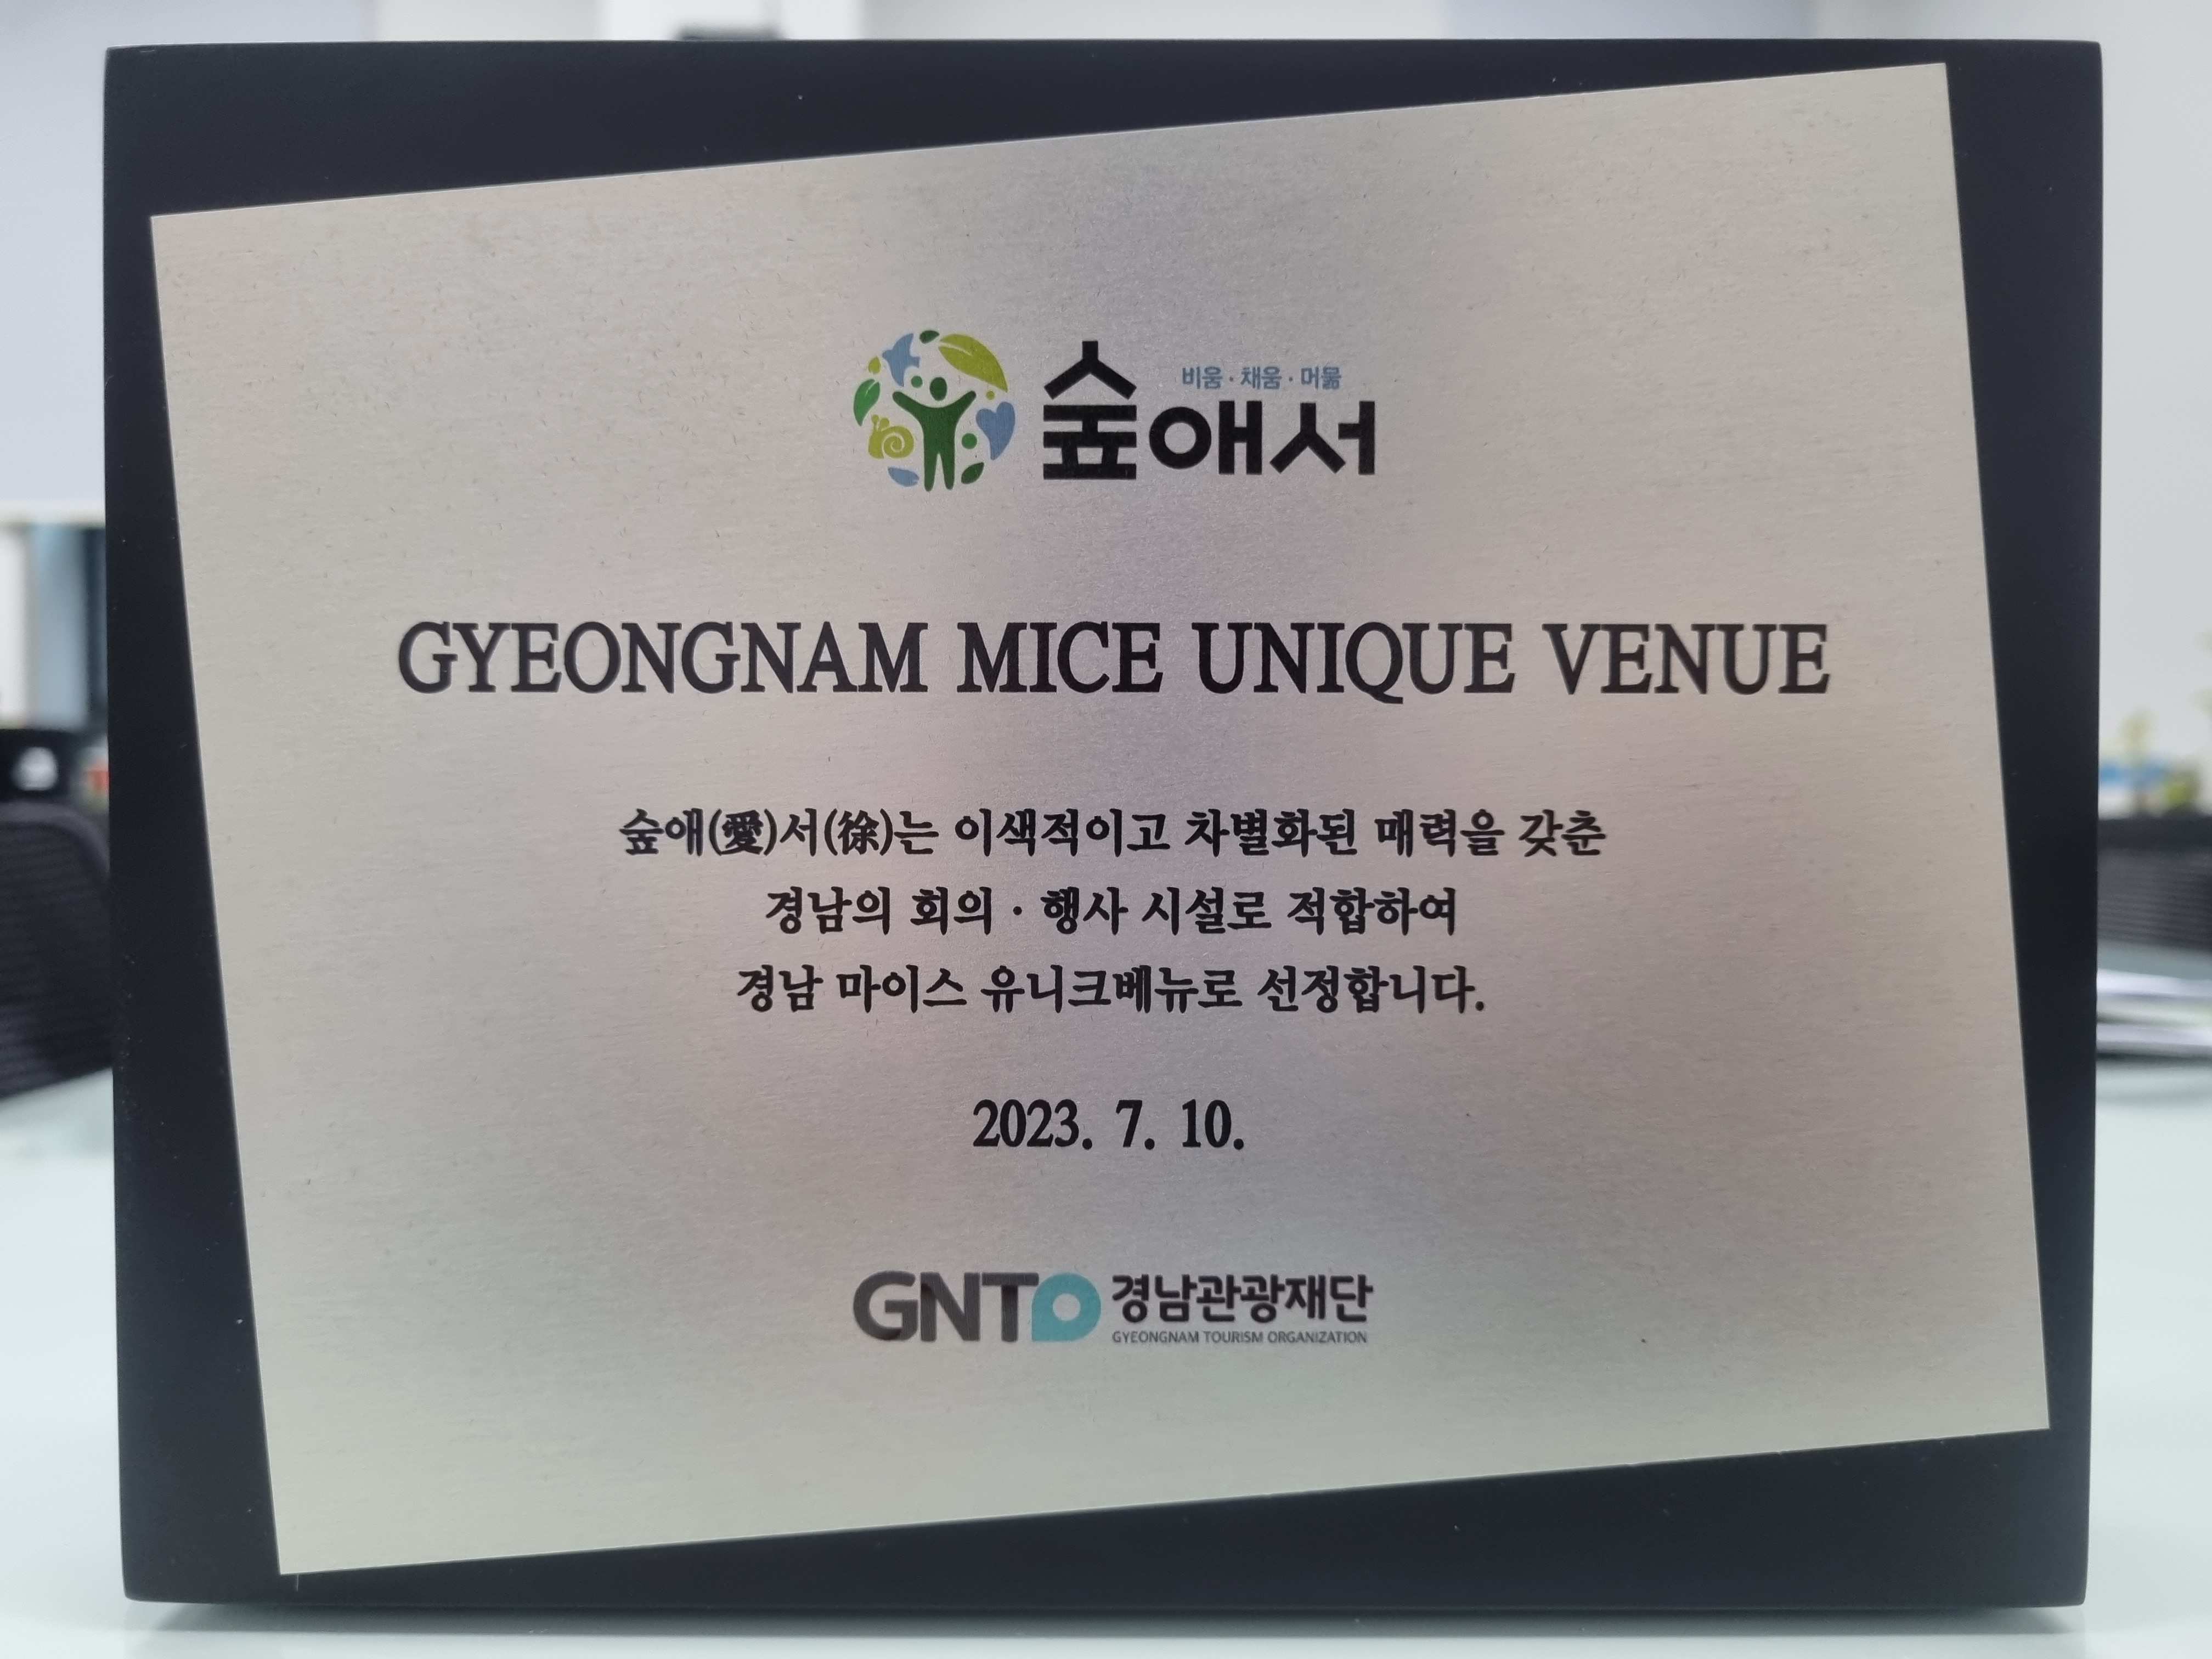 비움·채움·머묾
숲애서
GYEONGNAM MICE UNIQUE VENUE
숲애(愛)서(徐)는 이색적이고 차별화된 매력을 갖춘
경남의 회의·행사 시설로 적합하여
경남 마이스 유니크베뉴로 선정합니다.
2023. 7. 10.
GNTO 경남관광재단
GYEONGNAM TOURISM ORGANIZATION